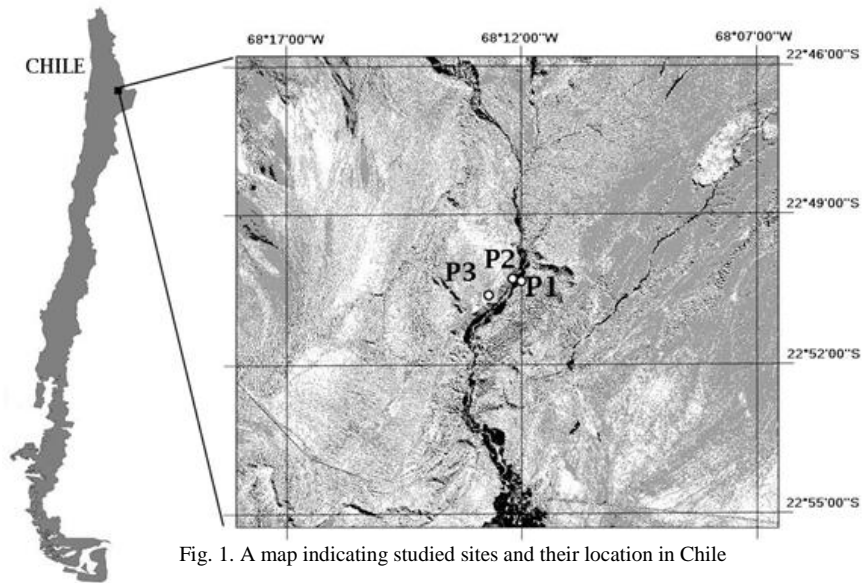 CHILE
68°17'00''W 68°12'00''W 68°07'00''W
22°46'00''S
22°49'00''S
P2
P3
P1
22°52'00''S
22°55'00''S
Fig. 1. A map indicating studied sites and their location in Chile